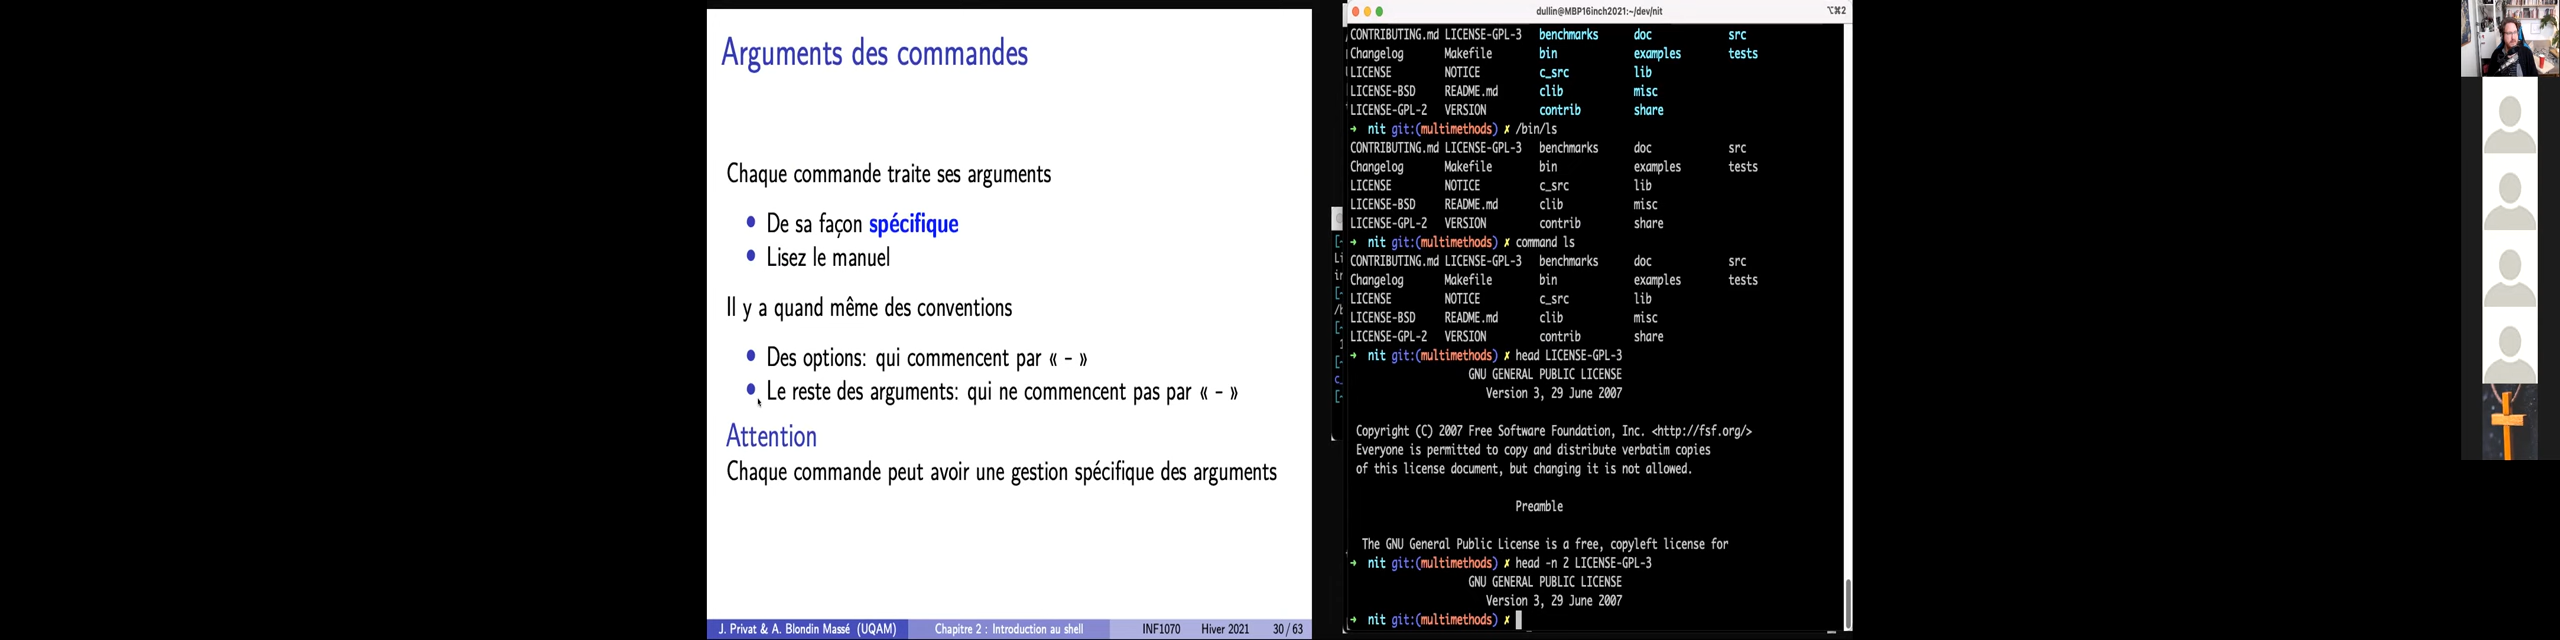 Arguments des commandes
Chaque commande traite ses arguments
• De sa façon spécifique
• Lisez le manuel
Il y a quand même des conventions
• Des options: qui commencent par « - »
• Le reste des arguments: qui ne commencent pas par « - »
Attention
Chaque commande peut avoir une gestion spécifique des arguments
J. Privat & A. Blondin Massé (UQAM) Chapitre 2 : Introduction au shell INF1070 Hiver 2021 30 / 63
dullin@MBP16inch2021:~/dev/nit ⌥⌘2
CONTRIBUTING.md LICENSE-GPL-3 benchmarks doc src
Changelog Makefile bin examples tests
LICENSE NOTICE c_src lib
LICENSE-BSD README.md clib misc
LICENSE-GPL-2 VERSION contrib share
➜ nit git:(multimethods) ✗ /bin/ls
CONTRIBUTING.md LICENSE-GPL-3 benchmarks doc src
Changelog Makefile bin examples tests
LICENSE NOTICE c_src lib
LICENSE-BSD README.md clib misc
LICENSE-GPL-2 VERSION contrib share
➜ nit git:(multimethods) ✗ command ls
CONTRIBUTING.md LICENSE-GPL-3 benchmarks doc src
Changelog Makefile bin examples tests
LICENSE NOTICE c_src lib
LICENSE-BSD README.md clib misc
LICENSE-GPL-2 VERSION contrib share
➜ nit git:(multimethods) ✗ head LICENSE-GPL-3
GNU GENERAL PUBLIC LICENSE
Version 3, 29 June 2007
Copyright (C) 2007 Free Software Foundation, Inc. <http://fsf.org/>
Everyone is permitted to copy and distribute verbatim copies
of this license document, but changing it is not allowed.
Preamble
The GNU General Public License is a free, copyleft license for
➜ nit git:(multimethods) ✗ head -n 2 LICENSE-GPL-3
GNU GENERAL PUBLIC LICENSE
Version 3, 29 June 2007
➜ nit git:(multimethods) ✗